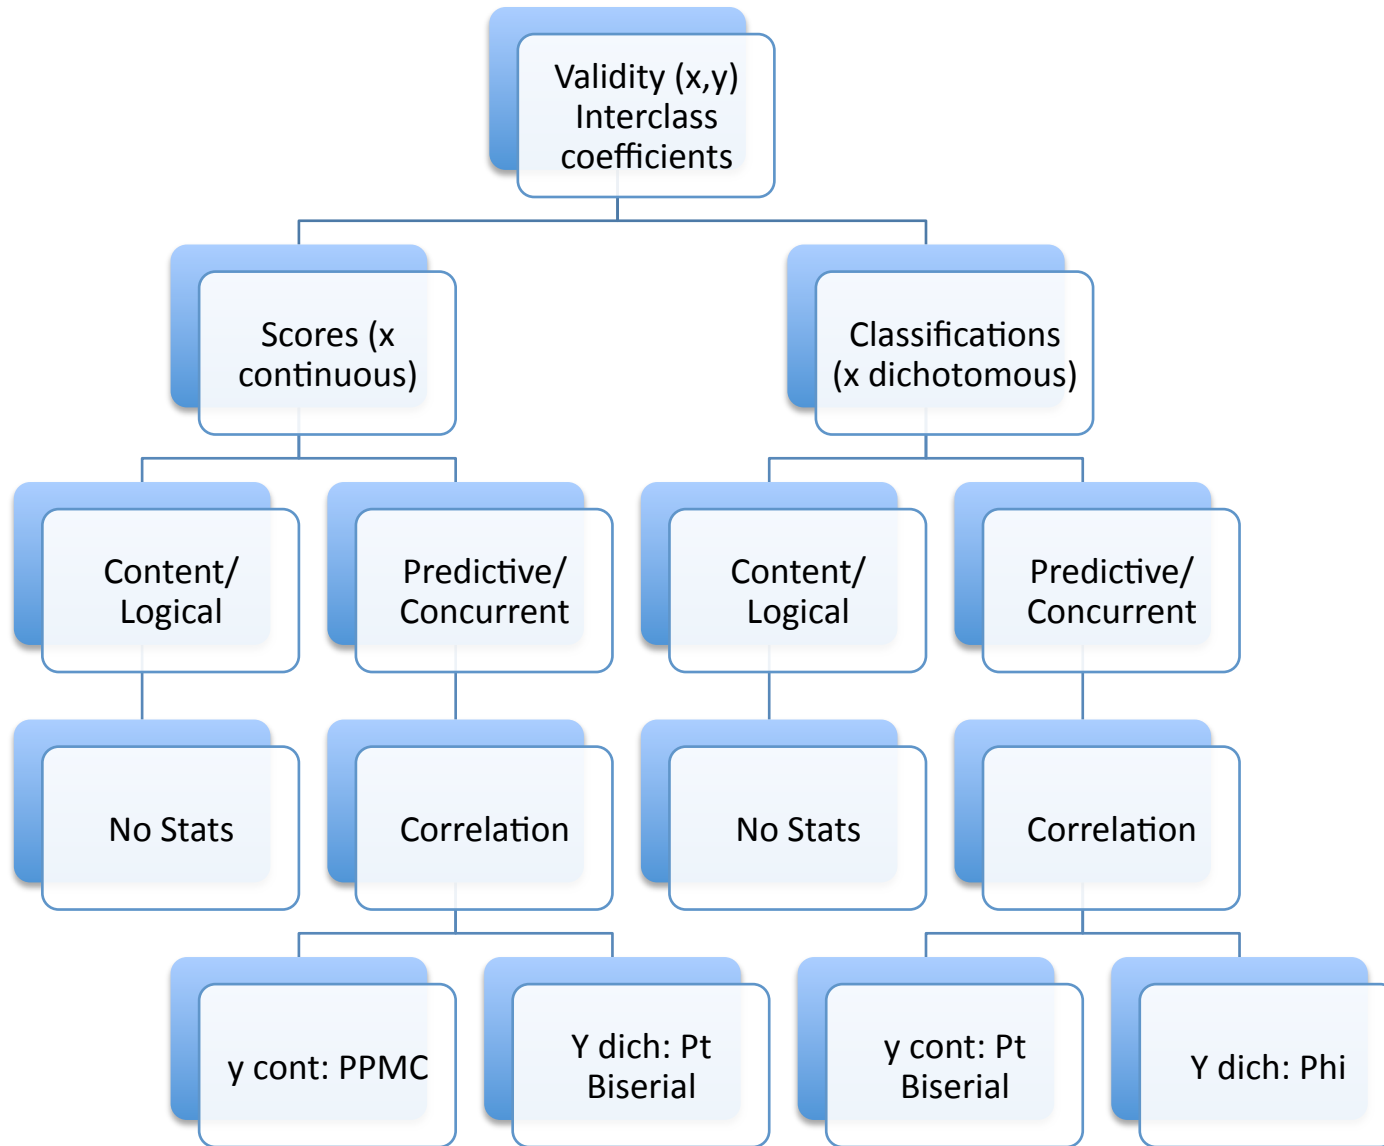 Validity (x,y)
Interclass
coefficients
Scores (x
continuous)
Classifications
(x dichotomous)
Content/
Logical
Predictive/
Concurrent
Content/
Logical
Predictive/
Concurrent
No Stats
Correlation
No Stats
Correlation
y cont: PPMC
Y dich: Pt
Biserial
y cont: Pt
Biserial
Y dich: Phi